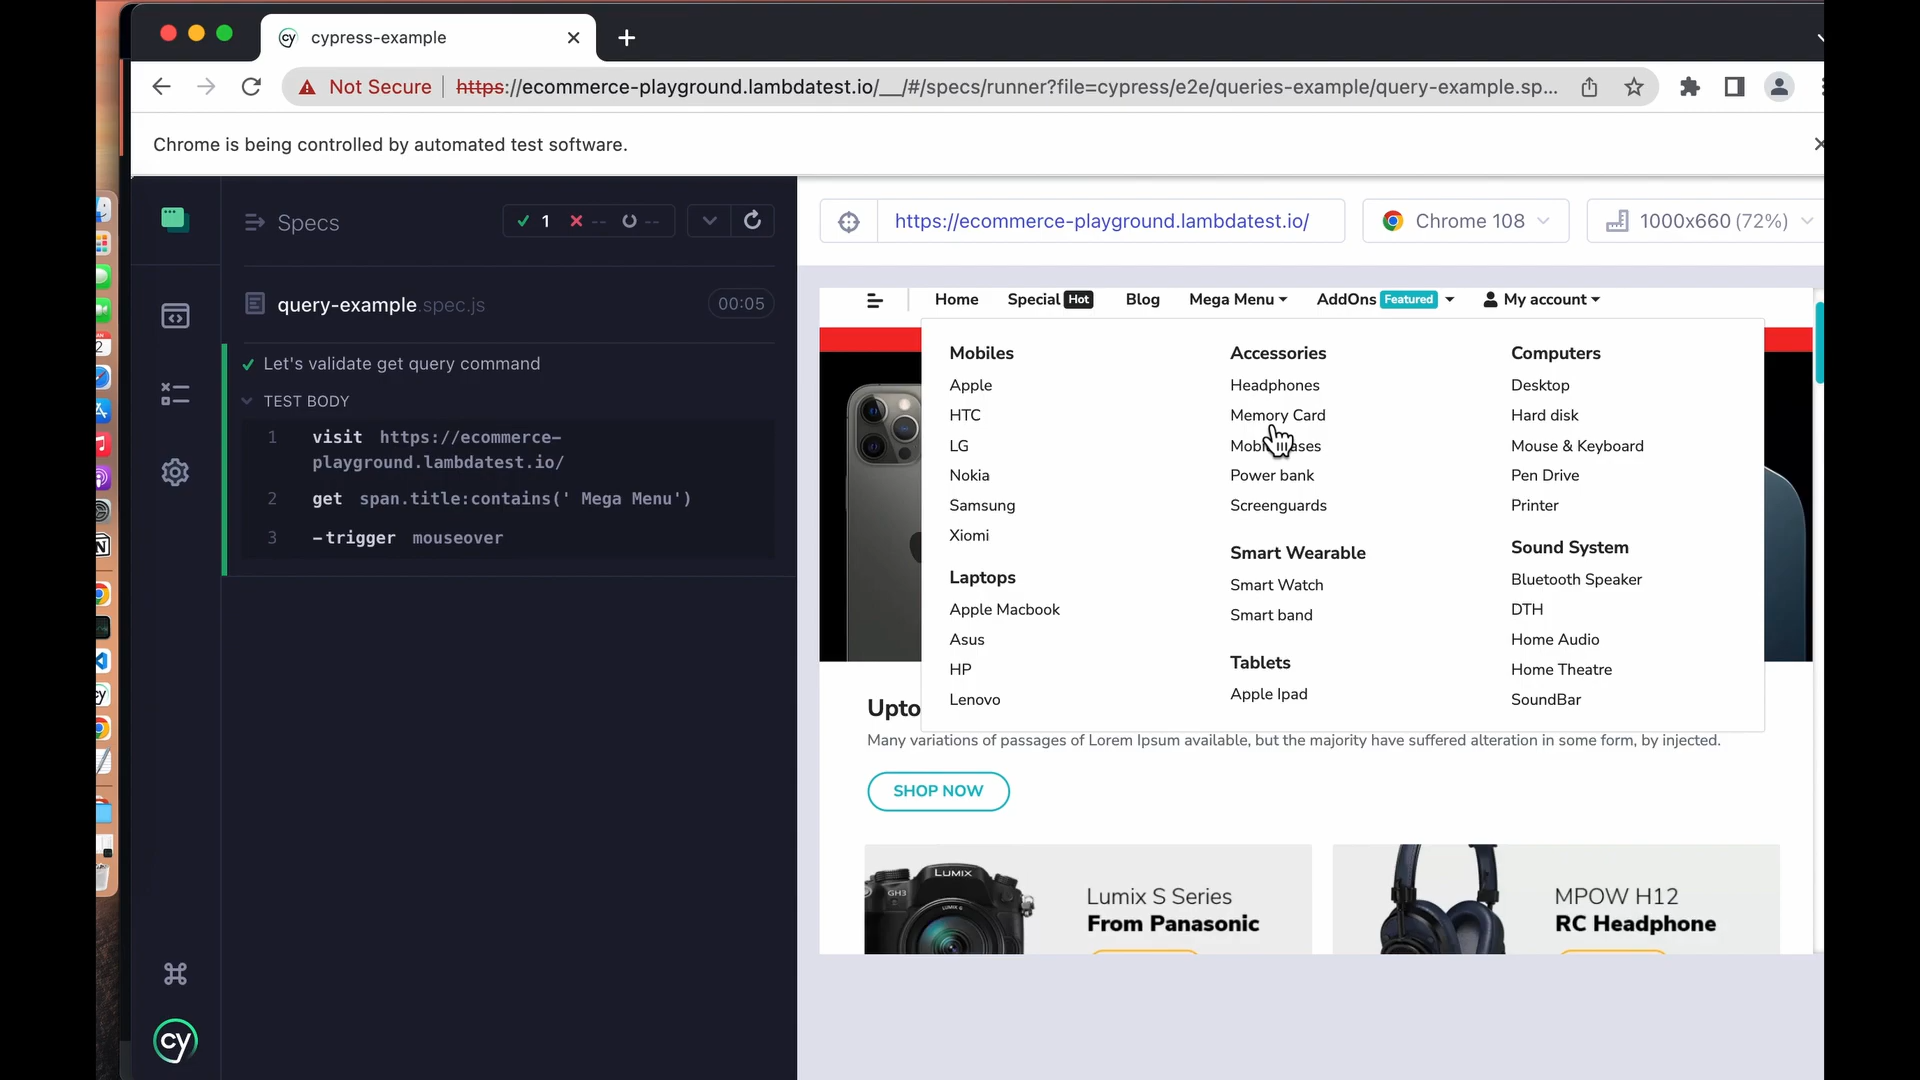 cypress-example
Not Secure https://ecommerce-playground.lambdatest.io/__/#/specs/runner?file=cypress/e2e/queries-example/query-example.sp...
Chrome is being controlled by automated test software.
Specs
1 -- --
https://ecommerce-playground.lambdatest.io/
Chrome 108
1000x660 (72%)
query-example.spec.js
00:05
Let's validate get query command
TEST BODY
1 visit https://ecommerce-
playground.lambdatest.io/
2 get span.title:contains(' Mega Menu')
3 -trigger mouseover
cy
Home
Special Hot
Blog
Mega Menu
AddOns Featured
My account
Mobiles
Apple
HTC
LG
Nokia
Samsung
Xiomi
Laptops
Apple Macbook
Asus
HP
Lenovo
Accessories
Headphones
Memory Card
Power bank
Screenguards
Smart Wearable
Smart Watch
Smart band
Tablets
Apple Ipad
Computers
Desktop
Hard disk
Mouse & Keyboard
Pen Drive
Printer
Sound System
Bluetooth Speaker
DTH
Home Audio
Home Theatre
SoundBar
Upto
Many variations of passages of Lorem Ipsum available, but the majority have suffered alteration in some form, by injected.
SHOP NOW
LUMIX
GH3
Lumix S Series
From Panasonic
MPOW H12
RC Headphone